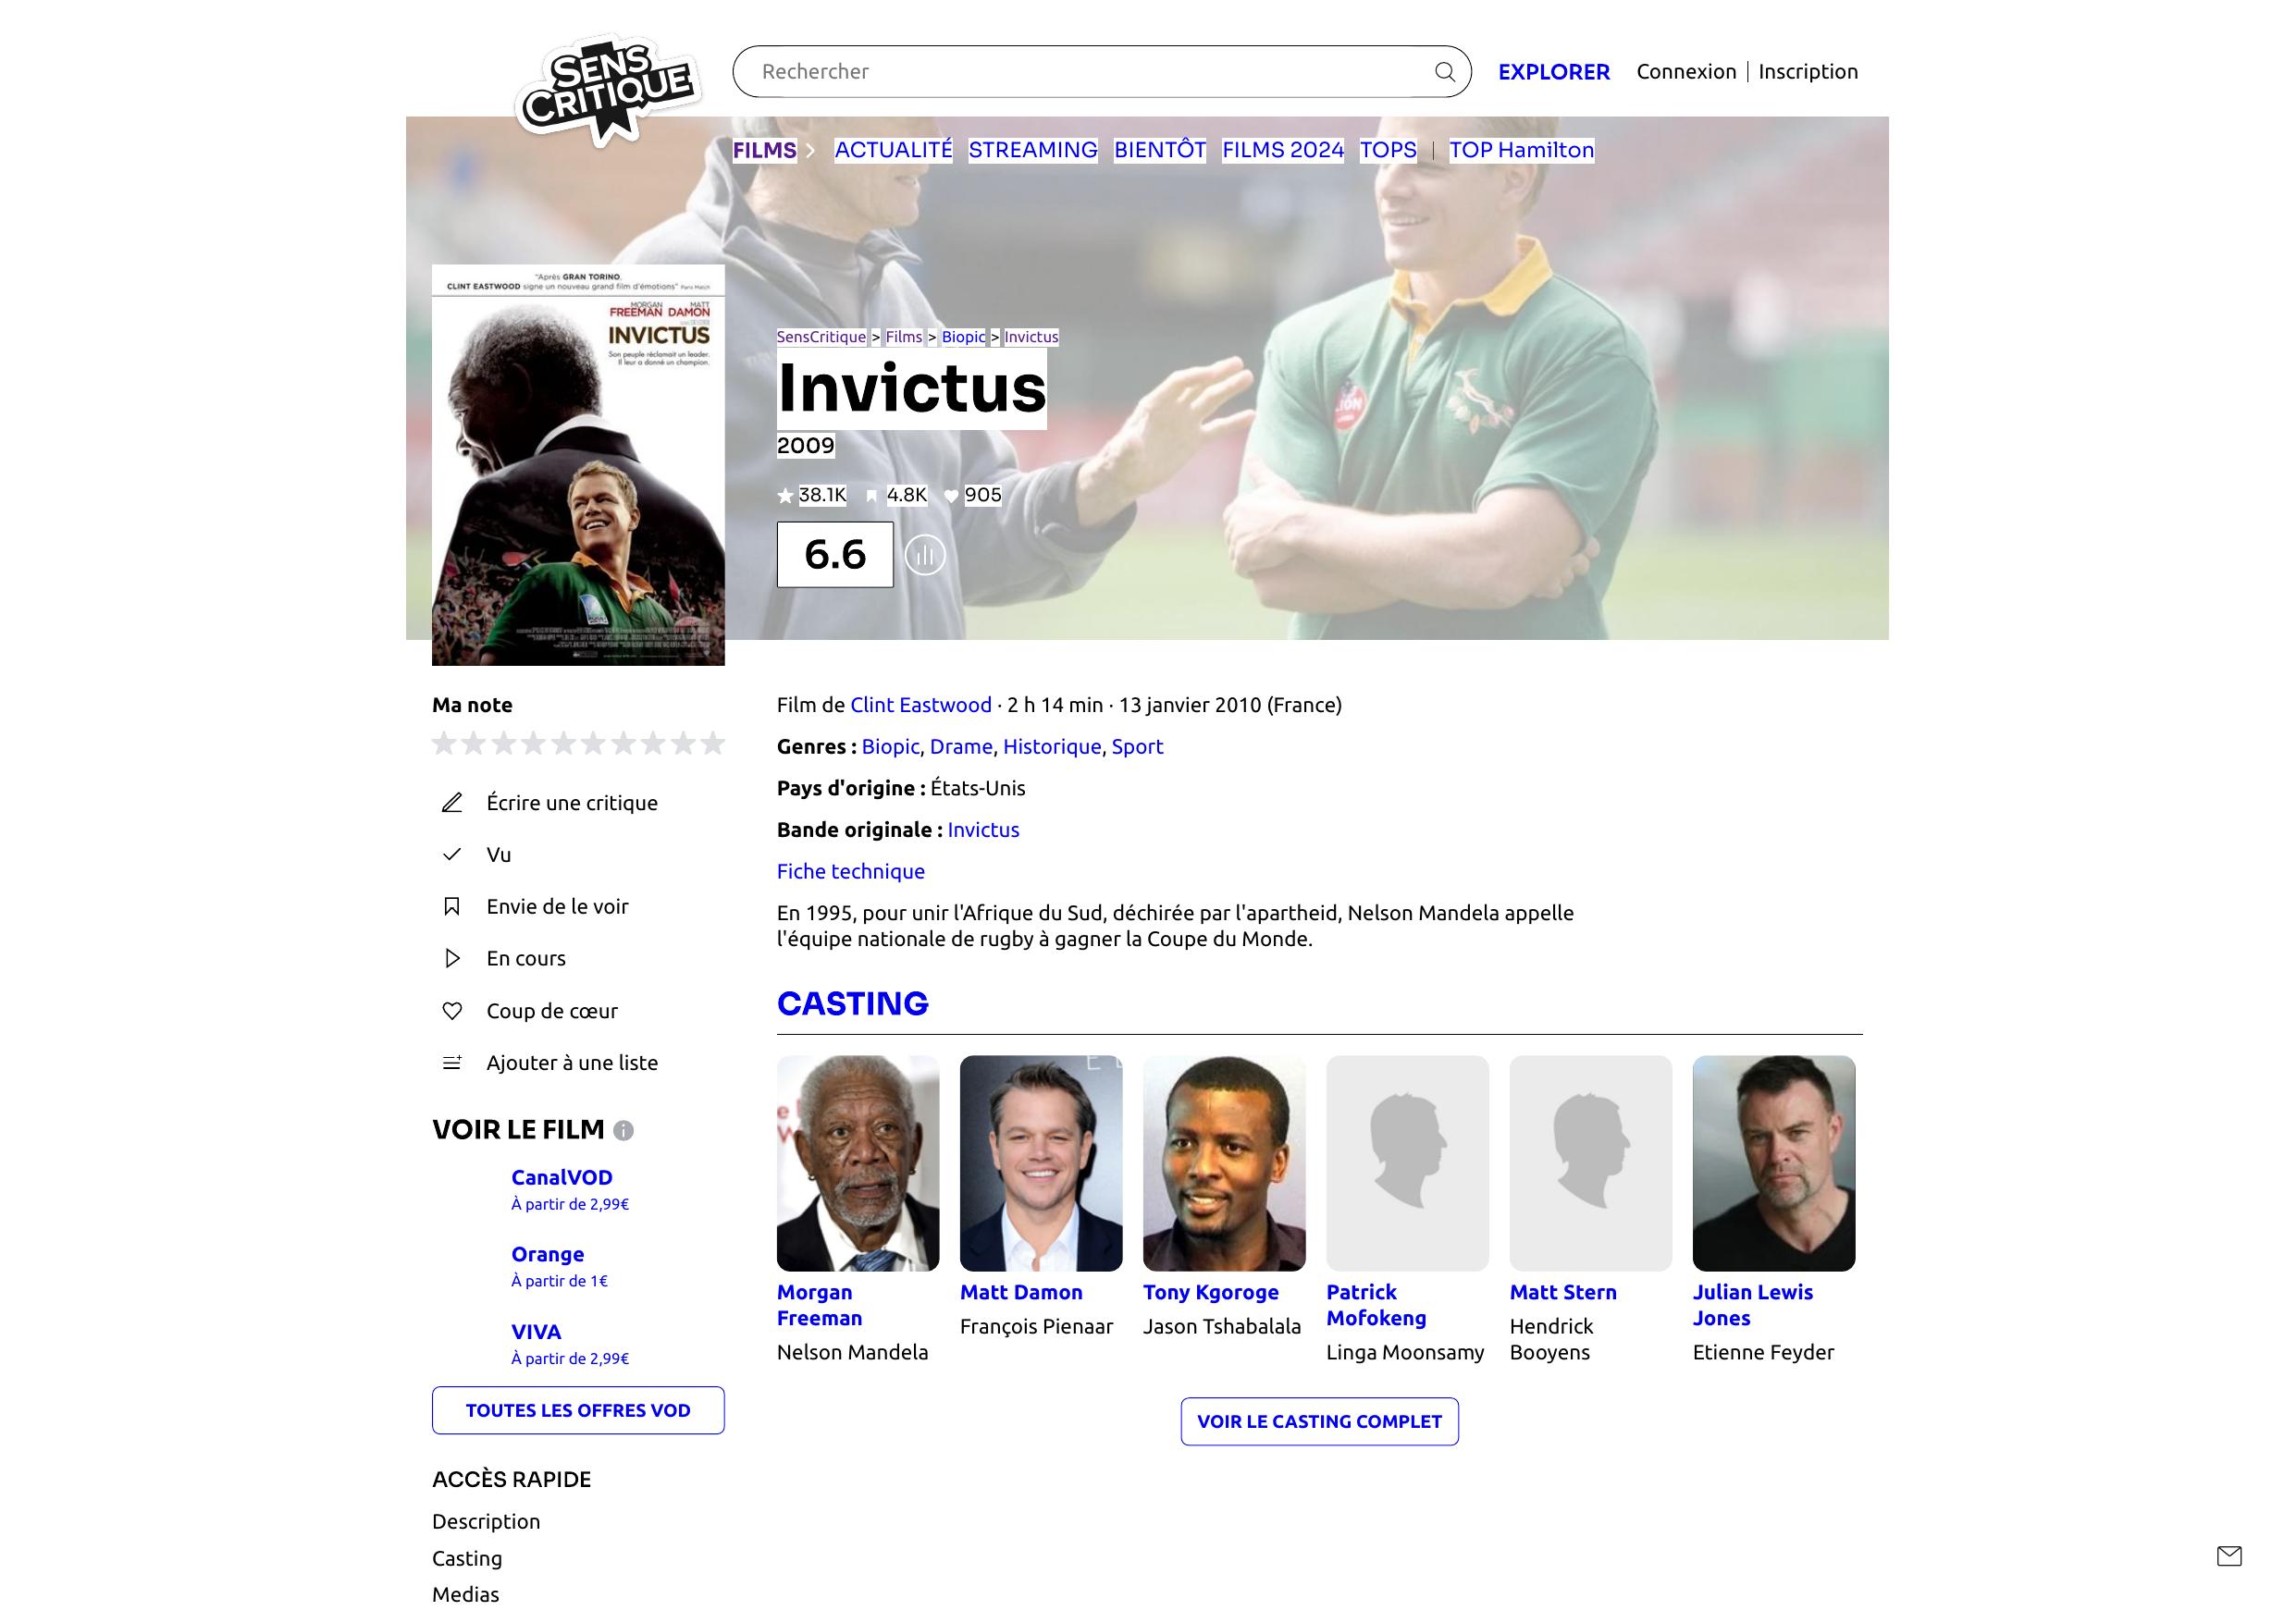 SENS
CRITIQUE
Rechercher
EXPLORER
Connexion | Inscription
FILMS
ACTUALITÉ
STREAMING
BIENTÔT
FILMS 2024
TOPS
TOP Hamilton
"Après GRAN TORINO,
CLINT EASTWOOD signe un nouveau grand film d'émotions" Paris Match
MORGAN FREEMAN
MATT DAMON
INVICTUS
Son peuple réclamait un leader.
Il leur a donné un champion.
SensCritique > Films > Biopic > Invictus
Invictus
2009
38.1K
4.8K
905
6.6
Ma note
Écrire une critique
Vu
Envie de le voir
En cours
Coup de cœur
Ajouter à une liste
VOIR LE FILM
CanalVOD
À partir de 2,99€
Orange
À partir de 1€
VIVA
À partir de 2,99€
TOUTES LES OFFRES VOD
ACCÈS RAPIDE
Description
Casting
Medias
Film de Clint Eastwood · 2 h 14 min · 13 janvier 2010 (France)
Genres : Biopic, Drame, Historique, Sport
Pays d'origine : États-Unis
Bande originale : Invictus
Fiche technique
En 1995, pour unir l'Afrique du Sud, déchirée par l'apartheid, Nelson Mandela appelle
l'équipe nationale de rugby à gagner la Coupe du Monde.
CASTING
Morgan
Freeman
Nelson Mandela
Matt Damon
François Pienaar
Tony Kgoroge
Jason Tshabalala
Patrick
Mofokeng
Linga Moonsamy
Matt Stern
Hendrick
Booyens
Julian Lewis
Jones
Etienne Feyder
VOIR LE CASTING COMPLET